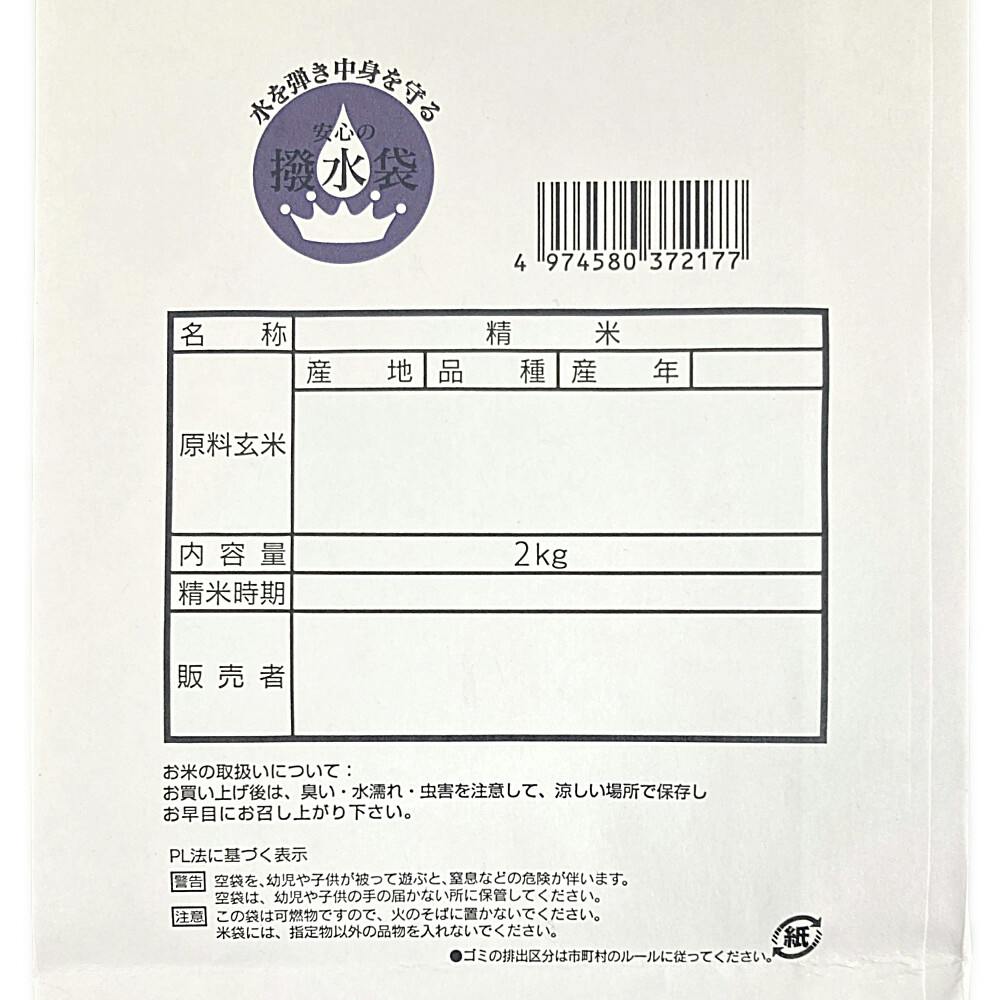 水を弾き中身を守る
安心の
撥水袋
4 974580 372177
名称 精米
産地 品種 産年
原料玄米
内容量 2kg
精米時期
販売者
お米の取扱いについて：
お買い上げ後は、臭い・水濡れ・虫害を注意して、涼しい場所で保存し
お早目にお召し上がり下さい。
PL法に基づく表示
警告 空袋を、幼児や子供が被って遊ぶと、窒息などの危険が伴います。
空袋は、幼児や子供の手の届かない所に保管してください。
注意 この袋は可燃物ですので、火のそばに置かないでください。
米袋には、指定物以外の品物を入れないでください。
●ゴミの排出区分は市町村のルールに従ってください。
紙